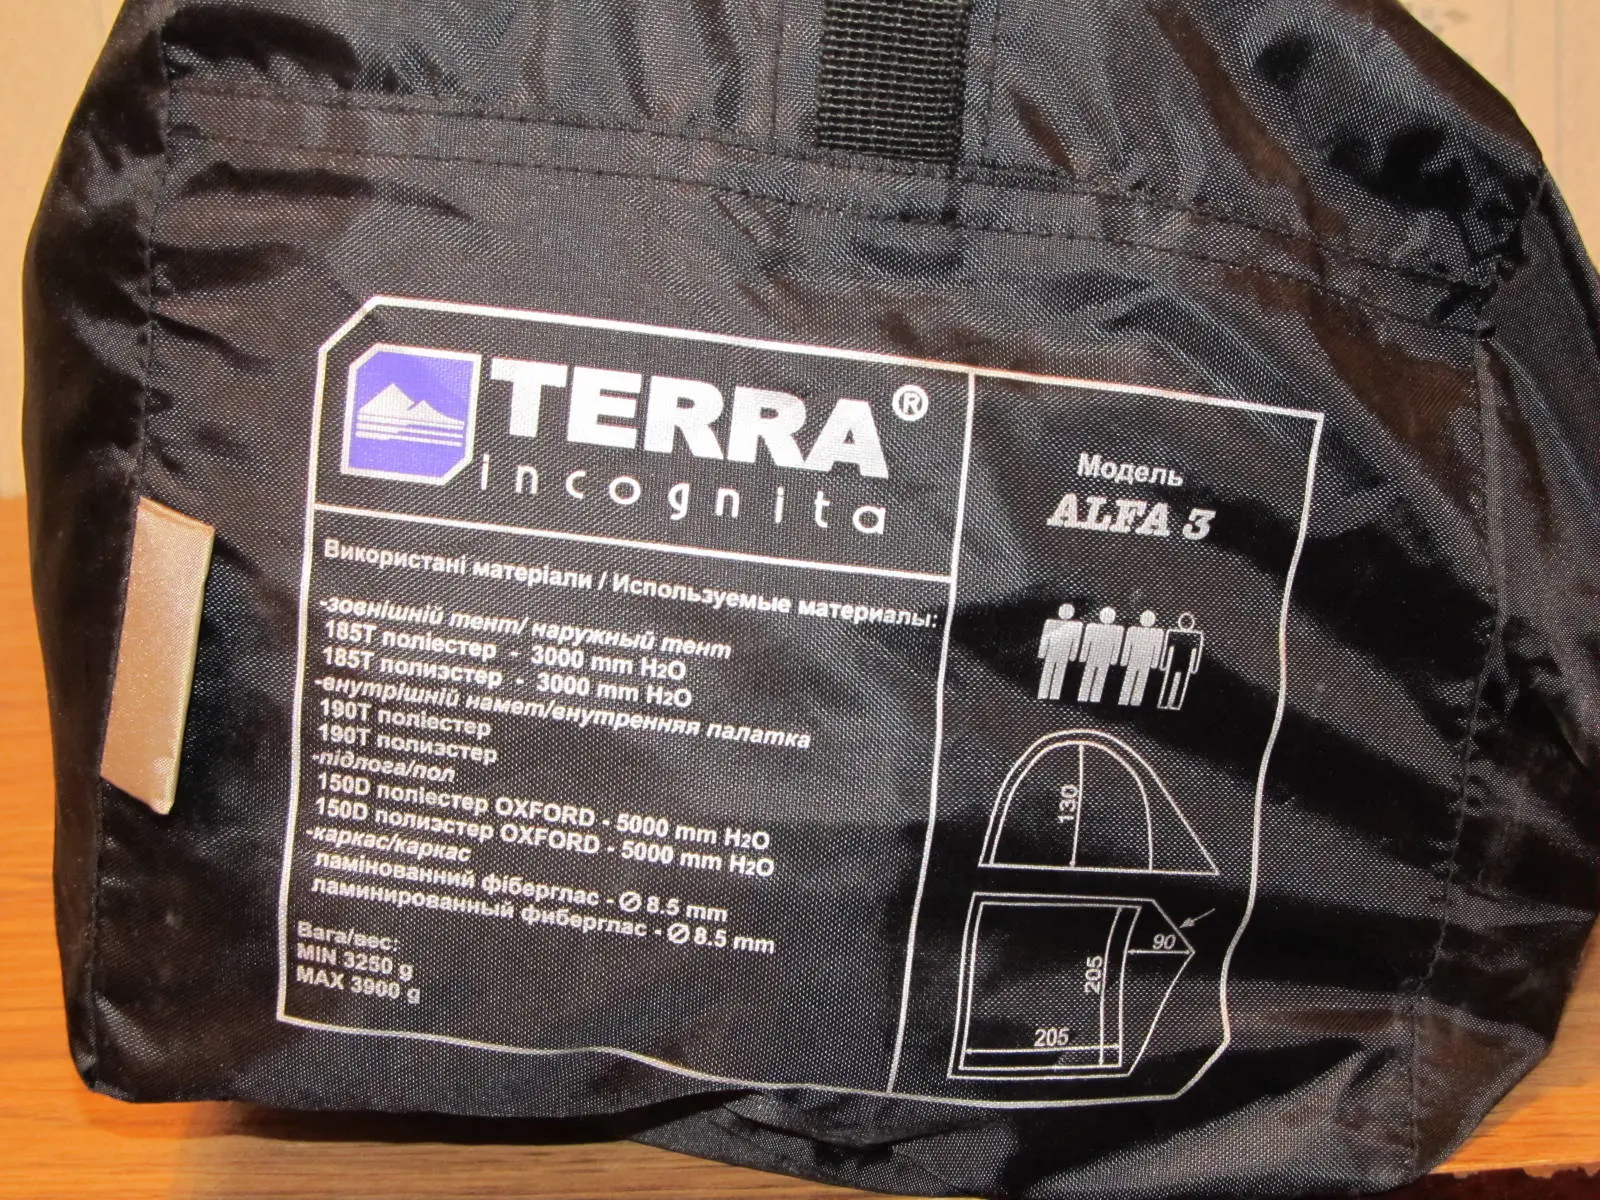 TERRA®
incognita
Використані матеріали / Используемые материалы:
-зовнішній тент/ наружный тент
185T поліестер - 3000 mm H2O
185T полиэстер - 3000 mm H2O
-внутрішній намет/внутренняя палатка
190T поліестер
190T полиэстер
-підлога/пол
150D поліестер OXFORD - 5000 mm H2O
150D полиэстер OXFORD - 5000 mm H2O
-каркас/каркас
ламінованний фіберглас - Ø 8.5 mm
ламинированный фиберглас - Ø 8.5 mm
Вага/вес:
MIN 3250 g
MAX 3900 g
Модель
ALFA 3
130
90
205
205